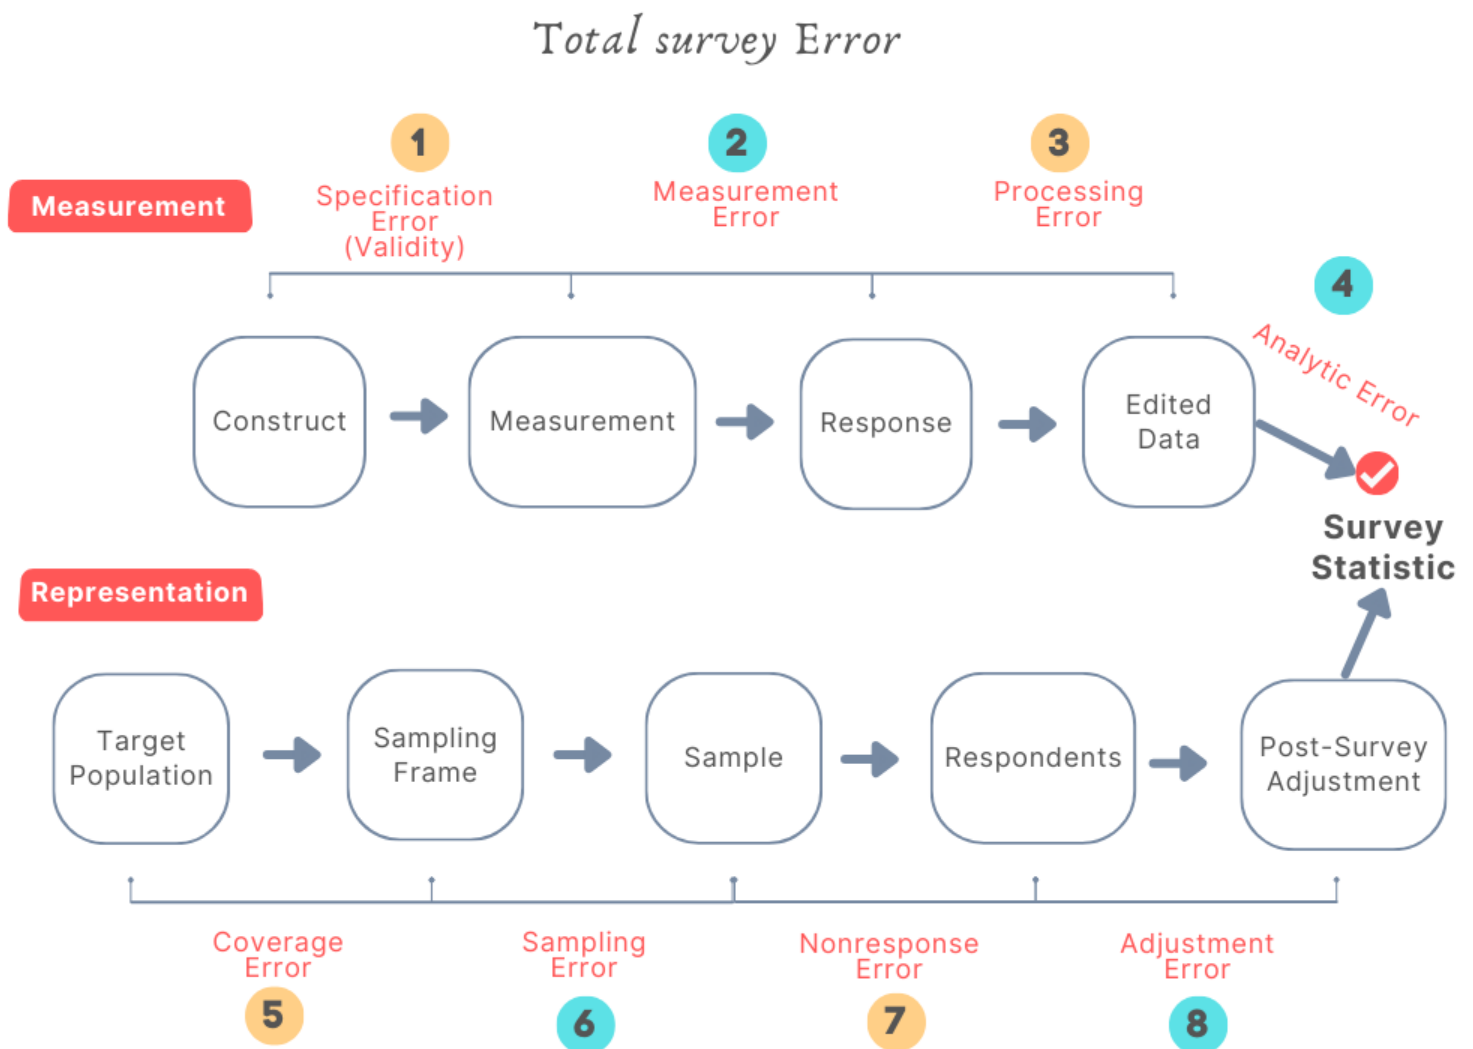 Total survey Error
1
2
3
Measurement
Specification
Error
(Validity)
Measurement
Error
Processing
Error
4
Analytic Error
Construct
Measurement
Response
Edited
Data
Survey
Statistic
Representation
Target
Population
Sampling
Frame
Sample
Respondents
Post-Survey
Adjustment
Coverage
Error
Sampling
Error
Nonresponse
Error
Adjustment
Error
5
6
7
8